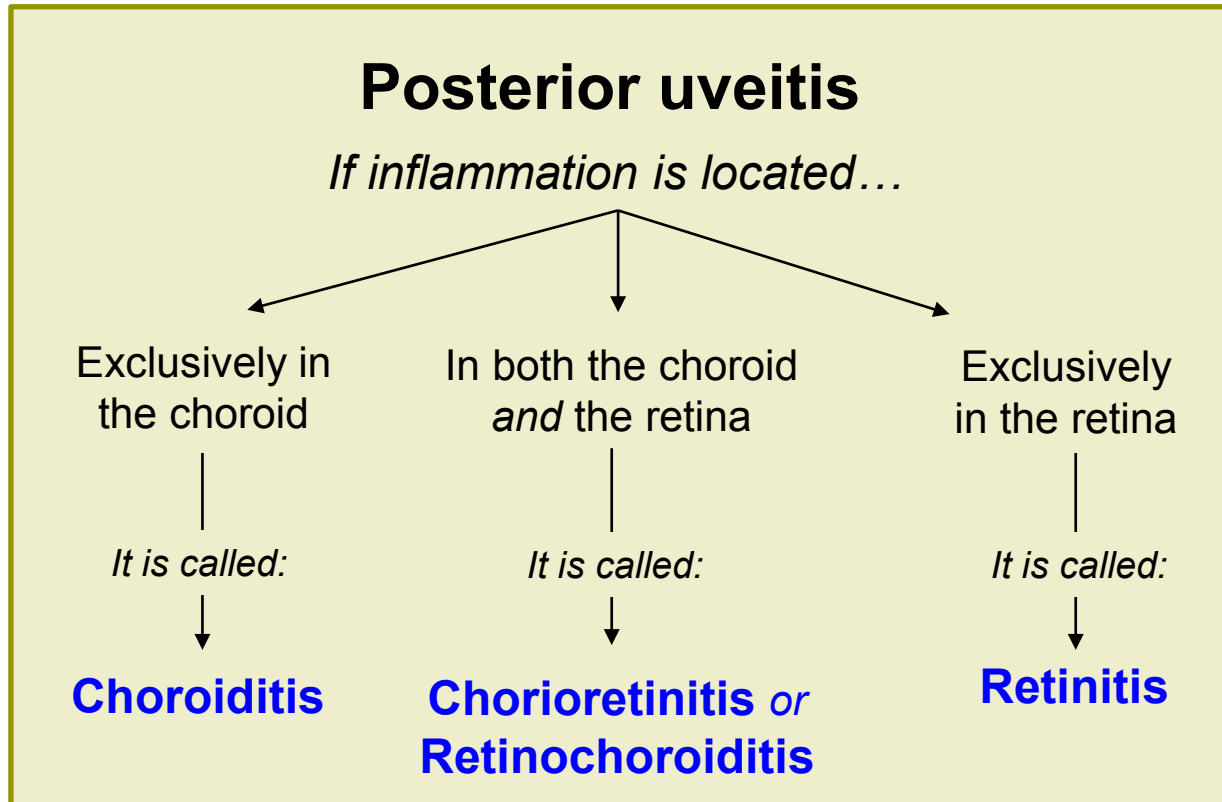 Posterior uveitis
If inflammation is located…
Exclusively in
the choroid
In both the choroid
and the retina
Exclusively
in the retina
It is called:
It is called:
It is called:
Choroiditis
Chorioretinitis or
Retinochoroiditis
Retinitis